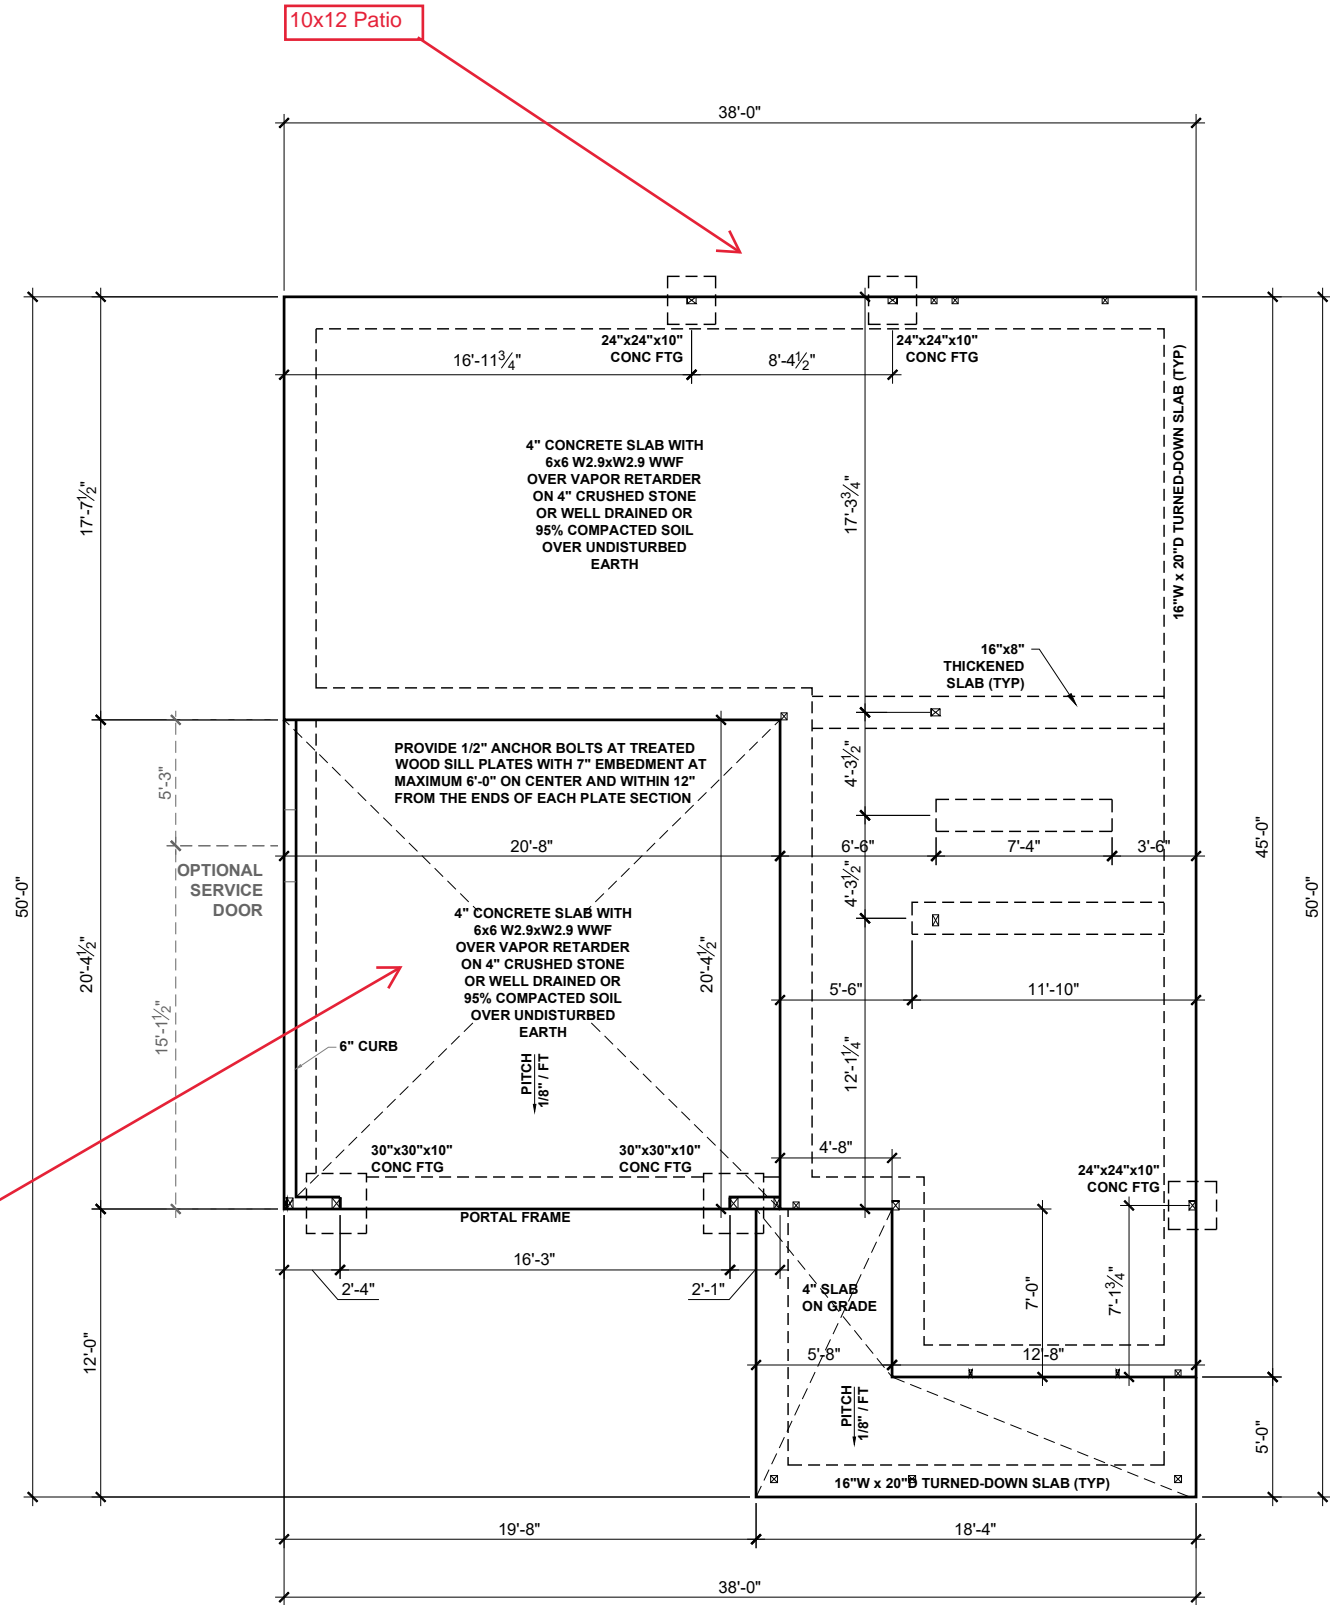 10x12 Patio
38'-0"
24"x24"x10"
CONC FTG
24"x24"x10"
CONC FTG
16'-11¾"
8'-4½"
16"W x 20"D TURNED-DOWN SLAB (TYP)
4" CONCRETE SLAB WITH
6x6 W2.9xW2.9 WWF
OVER VAPOR RETARDER
ON 4" CRUSHED STONE
OR WELL DRAINED OR
95% COMPACTED SOIL
OVER UNDISTURBED
EARTH
17'-7½"
17'-3¾"
16"x8"
THICKENED
SLAB (TYP)
PROVIDE 1/2" ANCHOR BOLTS AT TREATED
WOOD SILL PLATES WITH 7" EMBEDMENT AT
MAXIMUM 6'-0" ON CENTER AND WITHIN 12"
FROM THE ENDS OF EACH PLATE SECTION
5'-3"
4'-3½"
20'-8"
6'-6"
7'-4"
3'-6"
45'-0"
50'-0"
50'-0"
OPTIONAL
SERVICE
DOOR
4'-3½"
4" CONCRETE SLAB WITH
6x6 W2.9xW2.9 WWF
OVER VAPOR RETARDER
ON 4" CRUSHED STONE
OR WELL DRAINED OR
95% COMPACTED SOIL
OVER UNDISTURBED
EARTH
20'-4½"
20'-4½"
5'-6"
11'-10"
15'-1½"
6" CURB
12'-1¼"
PITCH
1/8" / FT
30"x30"x10"
CONC FTG
30"x30"x10"
CONC FTG
4'-8"
24"x24"x10"
CONC FTG
PORTAL FRAME
16'-3"
2'-4"
2'-1"
4" SLAB
ON GRADE
7'-0"
7'-1¾"
12'-0"
5'-8"
12'-8"
PITCH
1/8" / FT
5'-0"
16"W x 20"D TURNED-DOWN SLAB (TYP)
19'-8"
18'-4"
38'-0"